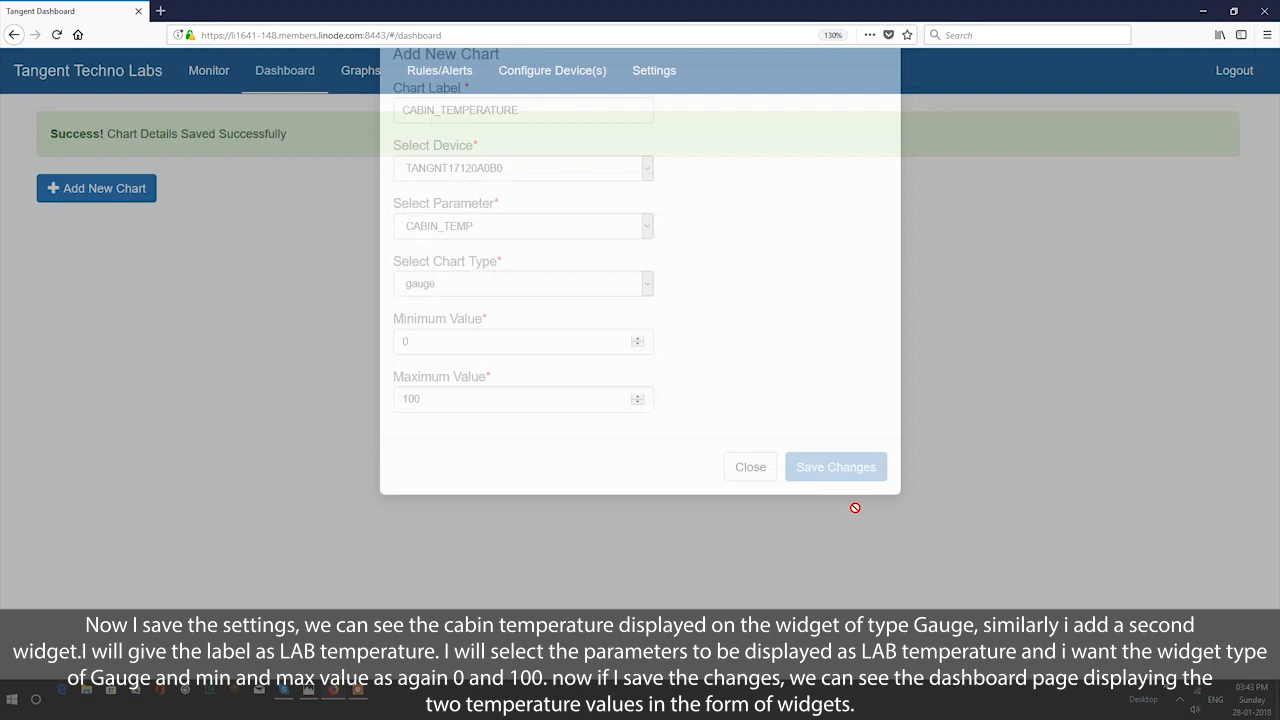 Tangent Dashboard
https://li1641-148.members.linode.com:8443/#/dashboard
130%
Search
Tangent Techno Labs
Monitor
Dashboard
Graphs
Rules/Alerts
Configure Device(s)
Settings
Logout
Add New Chart
Chart Label *
CABIN_TEMPERATURE
Success! Chart Details Saved Successfully
Select Device*
TANGNT17120A0B0
Add New Chart
Select Parameter*
CABIN_TEMP
Select Chart Type*
gauge
Minimum Value*
0
Maximum Value*
100
Close
Save Changes
Now I save the settings, we can see the cabin temperature displayed on the widget of type Gauge, similarly i add a second
widget.I will give the label as LAB temperature. I will select the parameters to be displayed as LAB temperature and i want the widget type
of Gauge and min and max value as again 0 and 100. now if I save the changes, we can see the dashboard page displaying the
two temperature values in the form of widgets.
Desktop
ENG
03:43 PM
Sunday
28-01-2018